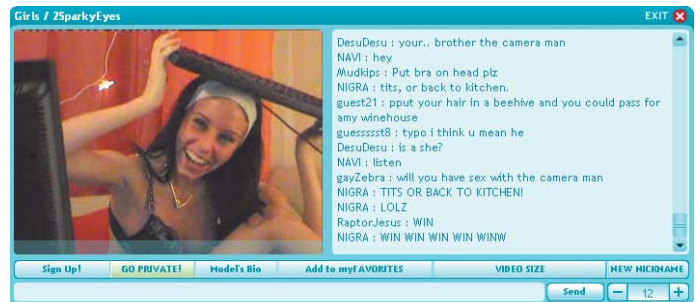 Girls / 2SparkyEyes
EXIT
DesuDesu : your.. brother the camera man
NAVI : hey
Mudkips : Put bra on head plz
NIGRA : tits, or back to kitchen.
guest21 : pput your hair in a beehive and you could pass for
amy winehouse
guessssst8 : typo i think u mean he
DesuDesu : is a she?
NAVI : listen
gayZebra : will you have sex with the camera man
NIGRA : TITS OR BACK TO KITCHEN!
NIGRA : LOLZ
RaptorJesus : WIN
NIGRA : WIN WIN WIN WIN WINW
Sign Up!
GO PRIVATE!
Model's Bio
Add to myFAVORITES
VIDEO SIZE
NEW NICKNAME
Send
12